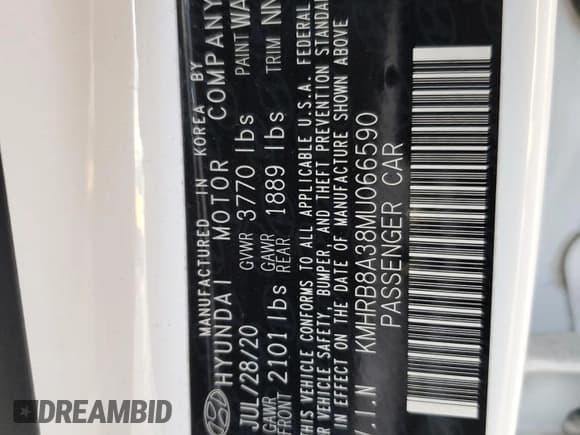 MANUFACTURED IN KOREA BY
HYUNDAI MOTOR COMPANY
JUL/28/20 GVWR 3770 lbs PAINT WA
GAWR FRONT 2101 lbs GAWR REAR 1889 lbs TRIM NN
THIS VEHICLE CONFORMS TO ALL APPLICABLE U.S.A. FEDERAL
VEHICLE SAFETY, BUMPER, AND THEFT PREVENTION STANDA
IN EFFECT ON THE DATE OF MANUFACTURE SHOWN ABOVE
V.I.N KMHRB8A38MU066590
PASSENGER CAR
DREAMBID